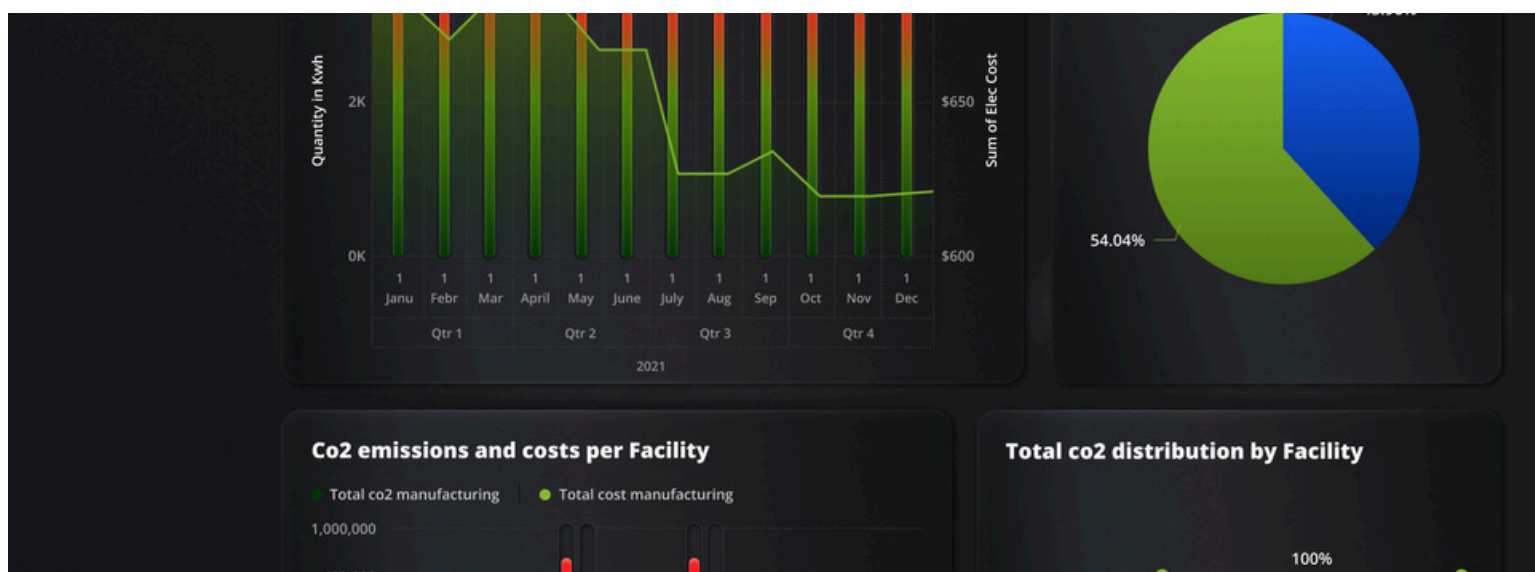 Quantity in Kwh
2K
0K
$650
$600
Sum of Elec Cost
1 1 1 1 1 1 1 1 1 1 1 1
Janu Febr Mar April May June July Aug Sep Oct Nov Dec
Qtr 1 Qtr 2 Qtr 3 Qtr 4
2021
54.04%
Co2 emissions and costs per Facility
Total co2 manufacturing
Total cost manufacturing
1,000,000
Total co2 distribution by Facility
100%